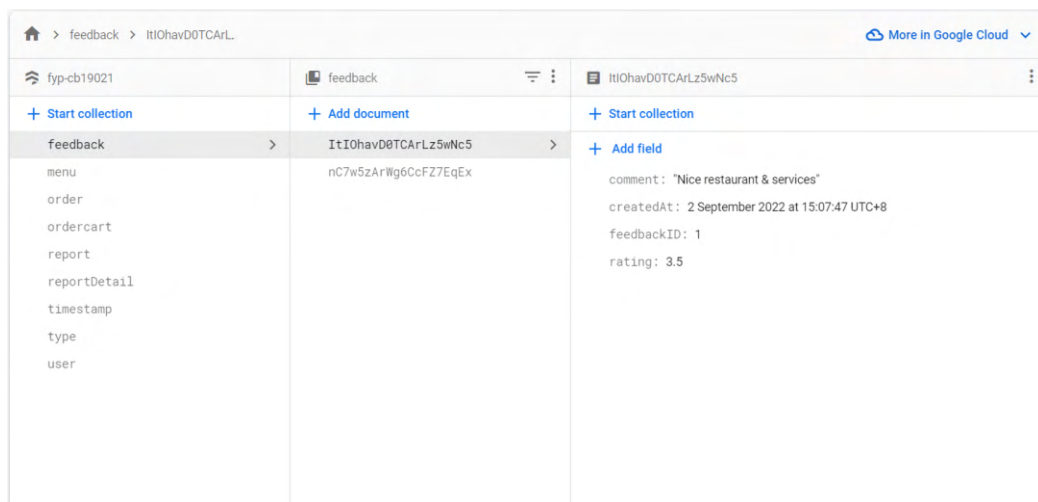 > feedback > ItIOhavD0TCArL.
More in Google Cloud
fyp-cb19021
feedback
ItIOhavD0TCArLz5wNc5
+ Start collection
+ Add document
+ Start collection
feedback
ItIOhavD0TCArLz5wNc5
+ Add field
menu
nC7w5zArWg6CcFZ7EqEx
comment: "Nice restaurant & services"
order
createdAt: 2 September 2022 at 15:07:47 UTC+8
ordercart
feedbackID: 1
report
rating: 3.5
reportDetail
timestamp
type
user